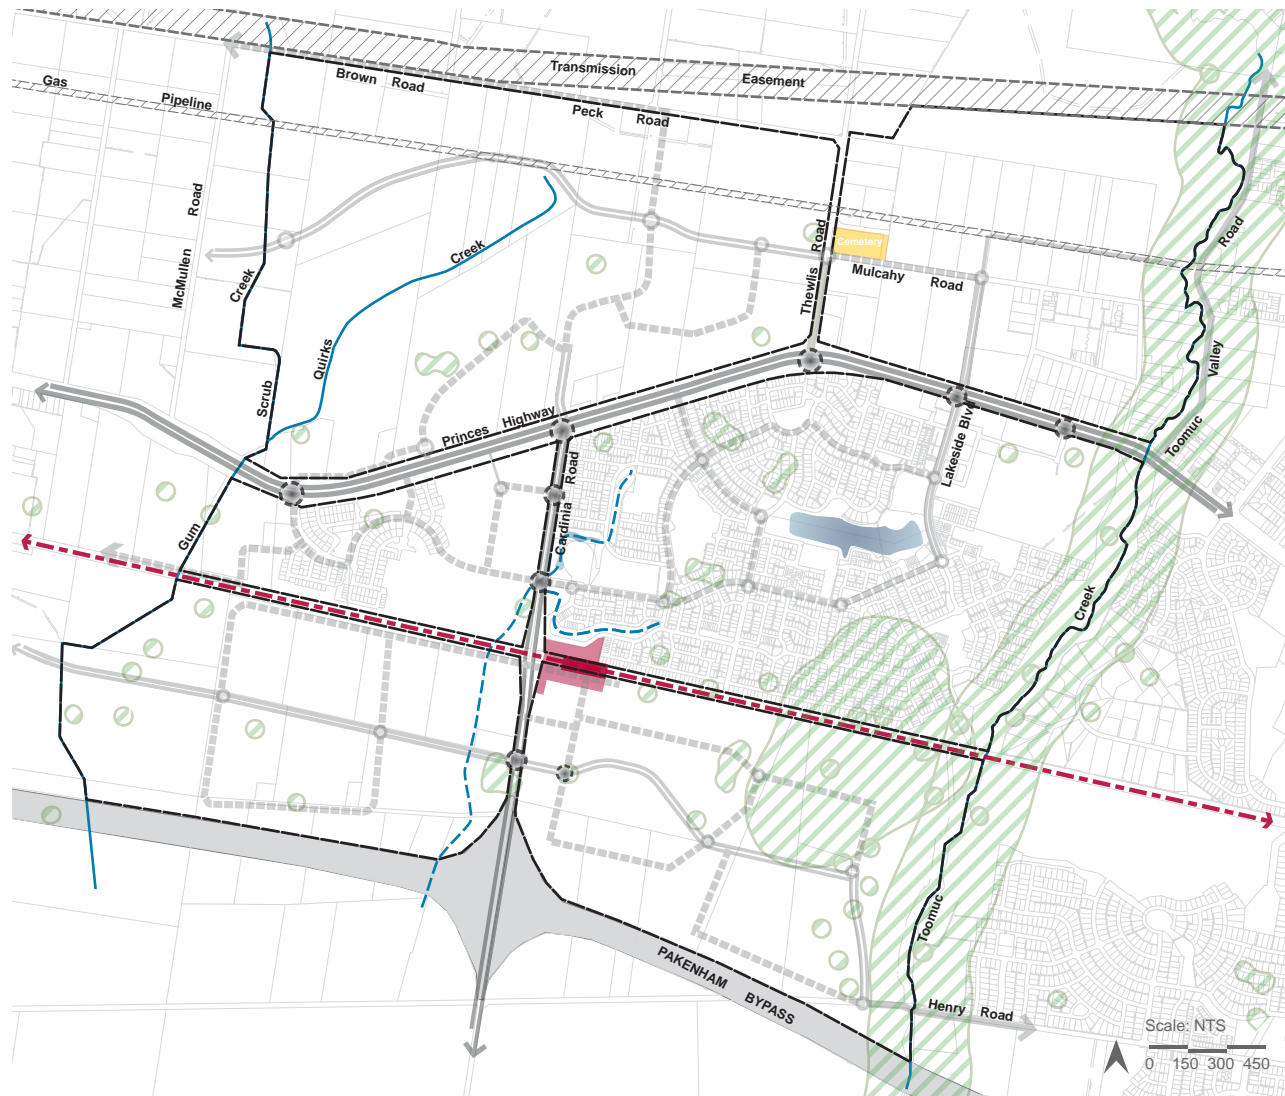 Gas
Pipeline
Brown Road
Transmission
Easement
Peck Road
McMullen
Road
Creek
Quirks
Creek
Scrub
Gum
Thewlis
Road
Cemetery
Mulcahy
Road
Road
Valley
Toomuc
Princes Highway
Road
Cardinia
Lakeside Blvd
Creek
Toomuc
PAKENHAM BYPASS
Henry Road
Scale: NTS
0 150 300 450